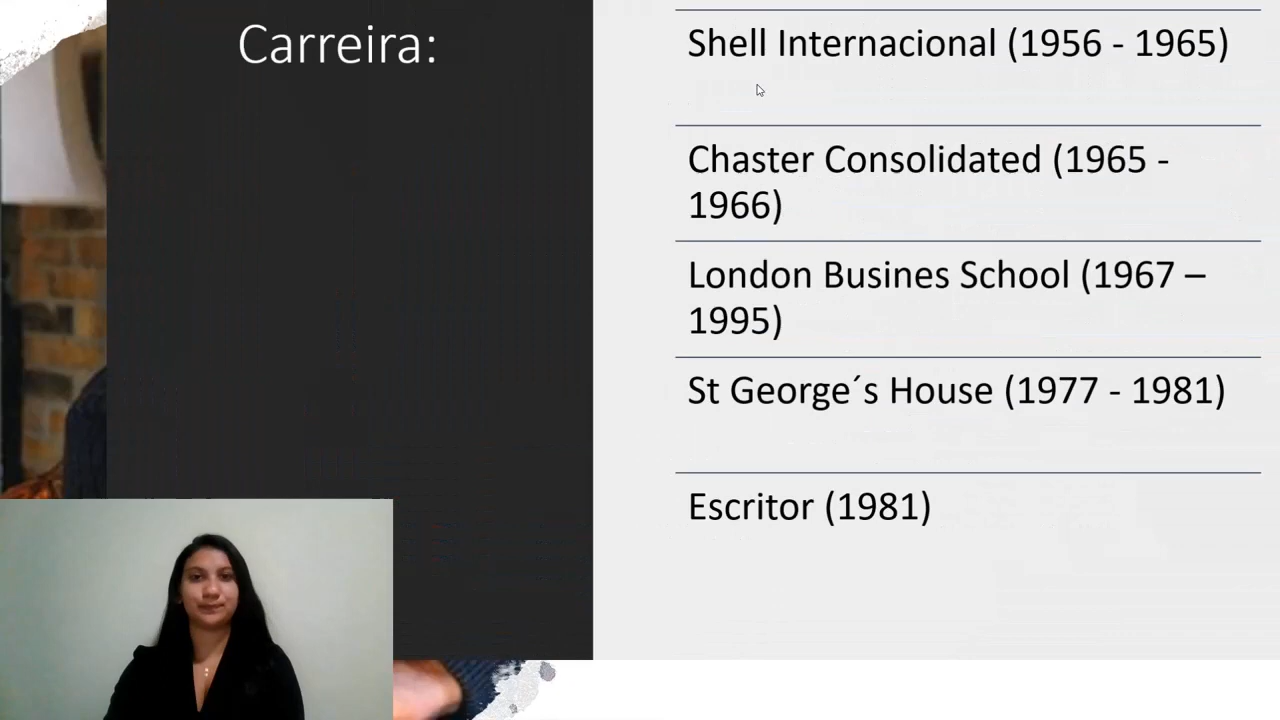 Carreira:
Shell Internacional (1956 - 1965)
Chaster Consolidated (1965 -
1966)
London Busines School (1967 –
1995)
St George´s House (1977 - 1981)
Escritor (1981)